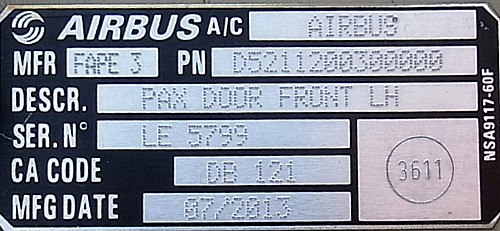 AIRBUS A/C AIRBUS
MFR FAPE 3 PN D5211200300000
DESCR. PAX DOOR FRONT LH
SER. N° LE 5799
CA CODE DB 121
MFG DATE 07/2013
3611
NSA9117-60F